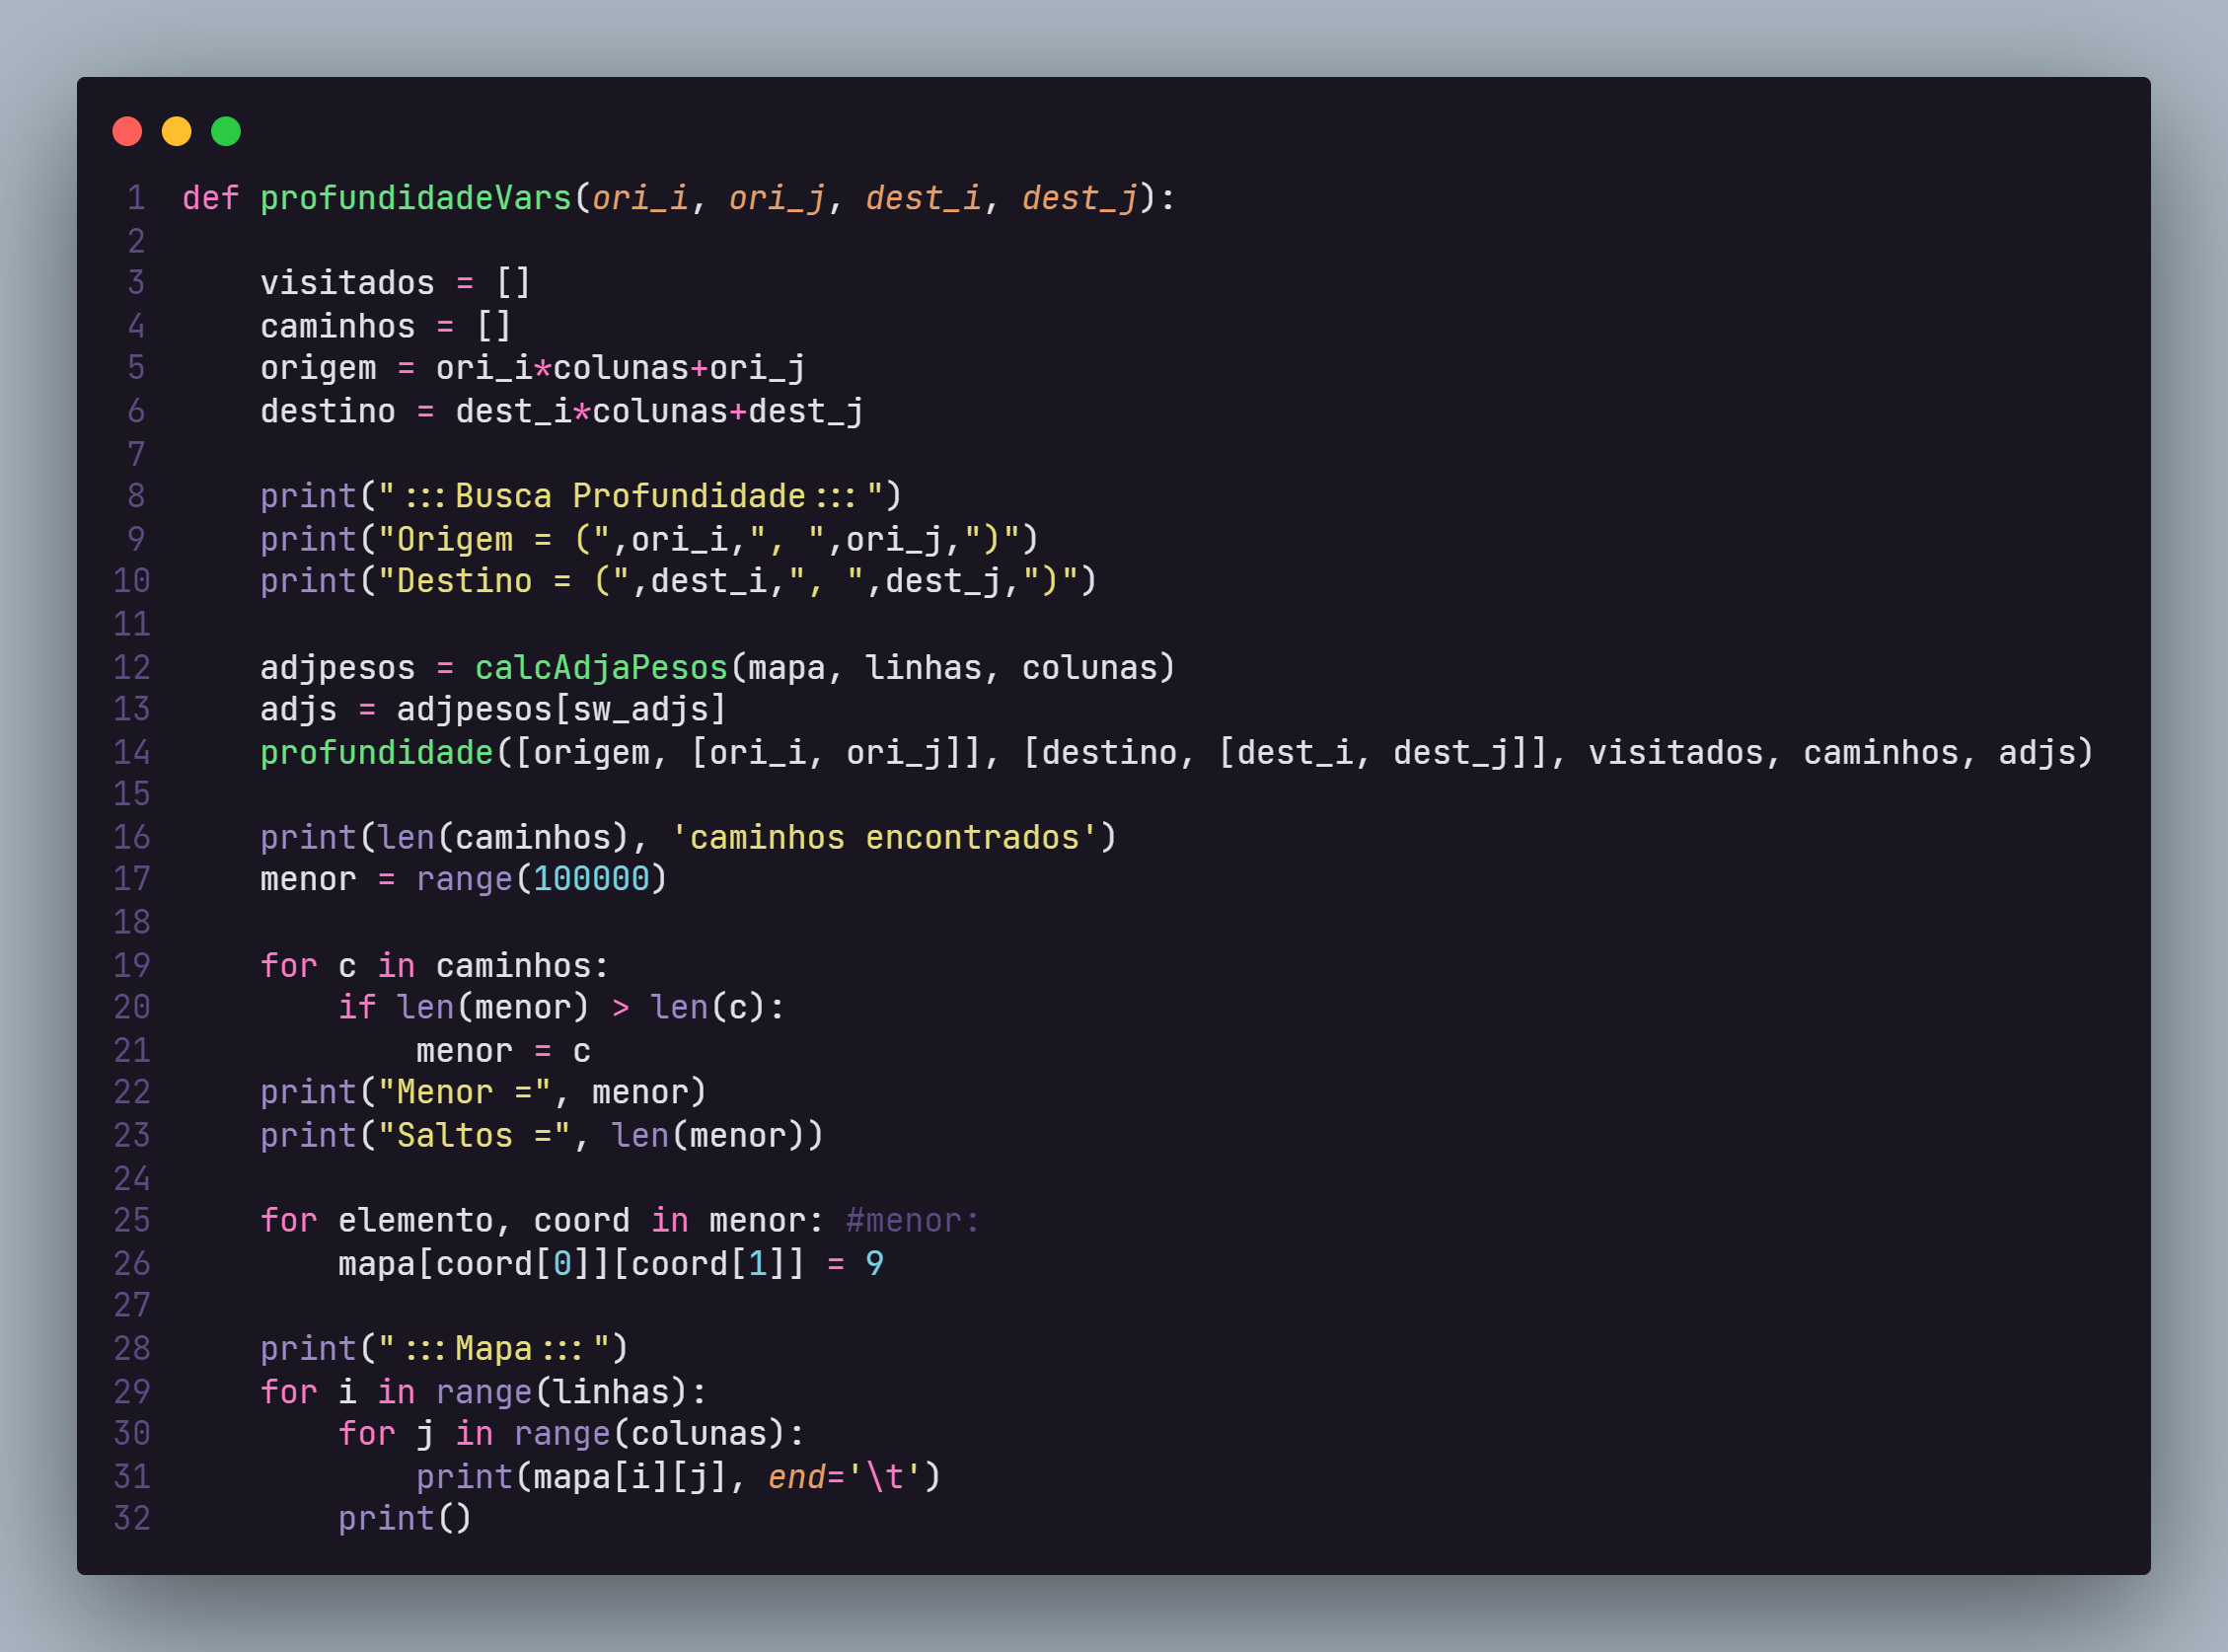 1 def profundidadeVars(ori_i, ori_j, dest_i, dest_j):
2
3     visitados = []
4     caminhos = []
5     origem = ori_i*colunas+ori_j
6     destino = dest_i*colunas+dest_j
7
8     print(":::Busca Profundidade:::")
9     print("Origem = (",ori_i,", ",ori_j,")")
10     print("Destino = (",dest_i,", ",dest_j,")")
11
12     adjpesos = calcAdjaPesos(mapa, linhas, colunas)
13     adjs = adjpesos[sw_adjs]
14     profundidade([origem, [ori_i, ori_j]], [destino, [dest_i, dest_j]], visitados, caminhos, adjs)
15
16     print(len(caminhos), 'caminhos encontrados')
17     menor = range(100000)
18
19     for c in caminhos:
20         if len(menor) > len(c):
21             menor = c
22     print("Menor =", menor)
23     print("Saltos =", len(menor))
24
25     for elemento, coord in menor: #menor:
26         mapa[coord[0]][coord[1]] = 9
27
28     print(":::Mapa:::")
29     for i in range(linhas):
30         for j in range(colunas):
31             print(mapa[i][j], end='\t')
32         print()